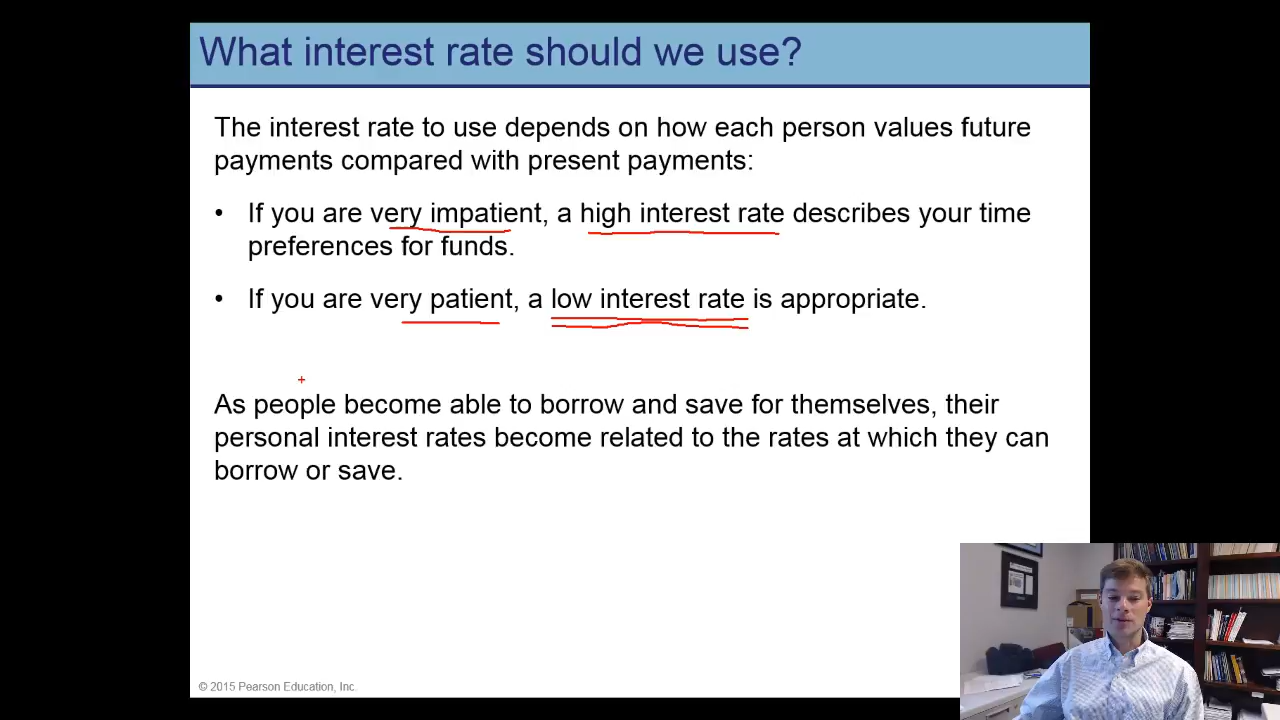 What interest rate should we use?
The interest rate to use depends on how each person values future
payments compared with present payments:
• If you are very impatient, a high interest rate describes your time
preferences for funds.
• If you are very patient, a low interest rate is appropriate.
As people become able to borrow and save for themselves, their
personal interest rates become related to the rates at which they can
borrow or save.
© 2015 Pearson Education, Inc.